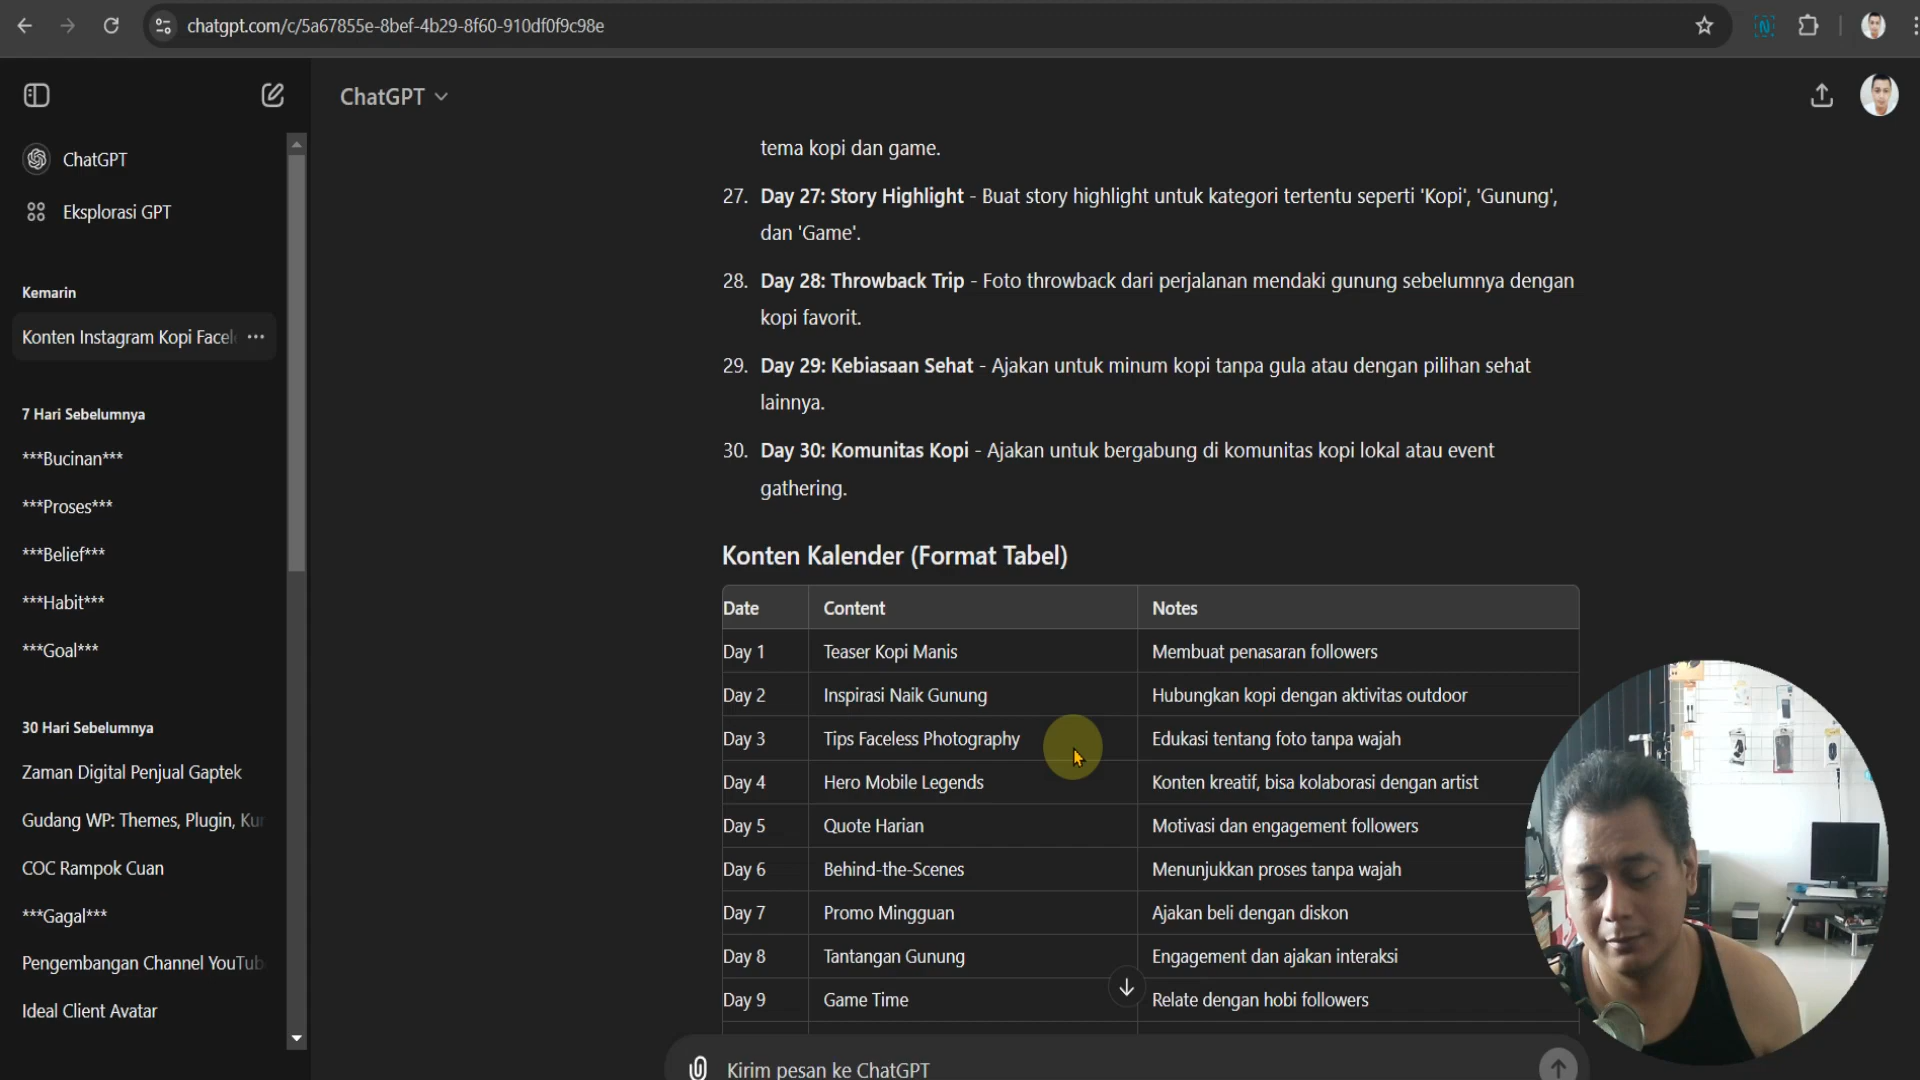 chatgpt.com/c/5a67855e-8bef-4b29-8f60-910df0f9c98e
ChatGPT
ChatGPT
Eksplorasi GPT
Kemarin
Konten Instagram Kopi Facel
7 Hari Sebelumnya
***Bucinan***
***Proses***
***Belief***
***Habit***
***Goal***
30 Hari Sebelumnya
Zaman Digital Penjual Gaptek
Gudang WP: Themes, Plugin, Kur
COC Rampok Cuan
***Gagal***
Pengembangan Channel YouTub
Ideal Client Avatar
tema kopi dan game.
27. Day 27: Story Highlight - Buat story highlight untuk kategori tertentu seperti 'Kopi', 'Gunung',
dan 'Game'.
28. Day 28: Throwback Trip - Foto throwback dari perjalanan mendaki gunung sebelumnya dengan
kopi favorit.
29. Day 29: Kebiasaan Sehat - Ajakan untuk minum kopi tanpa gula atau dengan pilihan sehat
lainnya.
30. Day 30: Komunitas Kopi - Ajakan untuk bergabung di komunitas kopi lokal atau event
gathering.
Konten Kalender (Format Tabel)
Date Content Notes
Day 1 Teaser Kopi Manis Membuat penasaran followers
Day 2 Inspirasi Naik Gunung Hubungkan kopi dengan aktivitas outdoor
Day 3 Tips Faceless Photography Edukasi tentang foto tanpa wajah
Day 4 Hero Mobile Legends Konten kreatif, bisa kolaborasi dengan artist
Day 5 Quote Harian Motivasi dan engagement followers
Day 6 Behind-the-Scenes Menunjukkan proses tanpa wajah
Day 7 Promo Mingguan Ajakan beli dengan diskon
Day 8 Tantangan Gunung Engagement dan ajakan interaksi
Day 9 Game Time Relate dengan hobi followers
Kirim pesan ke ChatGPT